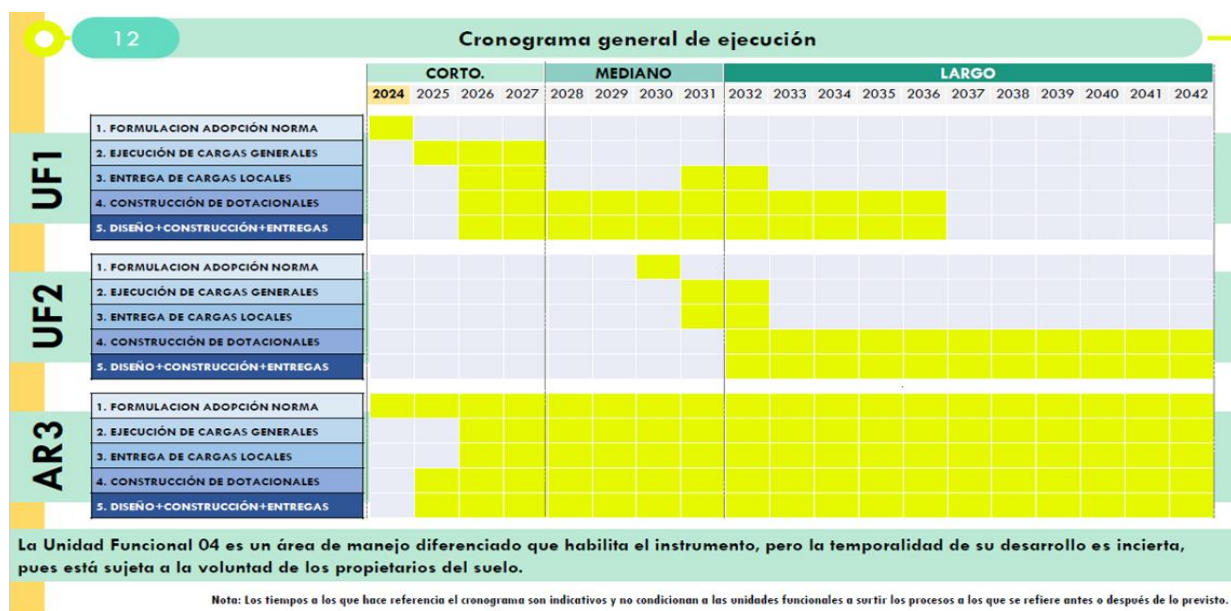 12
Cronograma general de ejecución
CORTO. MEDIANO LARGO
2024 2025 2026 2027 2028 2029 2030 2031 2032 2033 2034 2035 2036 2037 2038 2039 2040 2041 2042
UF1
1. FORMULACION ADOPCIÓN NORMA
2. EJECUCIÓN DE CARGAS GENERALES
3. ENTREGA DE CARGAS LOCALES
4. CONSTRUCCIÓN DE DOTACIONALES
5. DISEÑO+CONSTRUCCIÓN+ENTREGAS
UF2
1. FORMULACION ADOPCIÓN NORMA
2. EJECUCIÓN DE CARGAS GENERALES
3. ENTREGA DE CARGAS LOCALES
4. CONSTRUCCIÓN DE DOTACIONALES
5. DISEÑO+CONSTRUCCIÓN+ENTREGAS
AR3
1. FORMULACION ADOPCIÓN NORMA
2. EJECUCIÓN DE CARGAS GENERALES
3. ENTREGA DE CARGAS LOCALES
4. CONSTRUCCIÓN DE DOTACIONALES
5. DISEÑO+CONSTRUCCIÓN+ENTREGAS
La Unidad Funcional 04 es un área de manejo diferenciado que habilita el instrumento, pero la temporalidad de su desarrollo es incierta,
pues está sujeta a la voluntad de los propietarios del suelo.
Nota: Los tiempos a los que hace referencia el cronograma son indicativos y no condicionan a las unidades funcionales a surtir los procesos a los que se refiere antes o después de lo previsto.